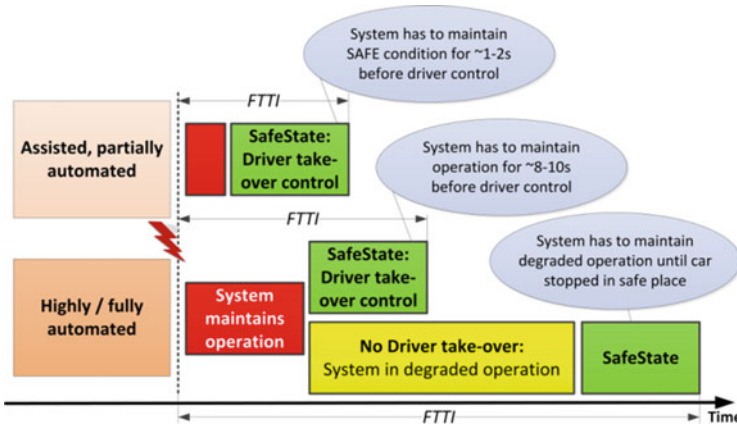 System has to maintain
SAFE condition for ~1-2s
before driver control
FTTI
Assisted, partially
automated
SafeState:
Driver take-
over control
System has to maintain
operation for ~8-10s
before driver control
FTTI
System has to maintain
degraded operation until car
stopped in safe place
Highly / fully
automated
System
maintains
operation
SafeState:
Driver take-
over control
No Driver take-over:
System in degraded operation
SafeState
FTTI
Time